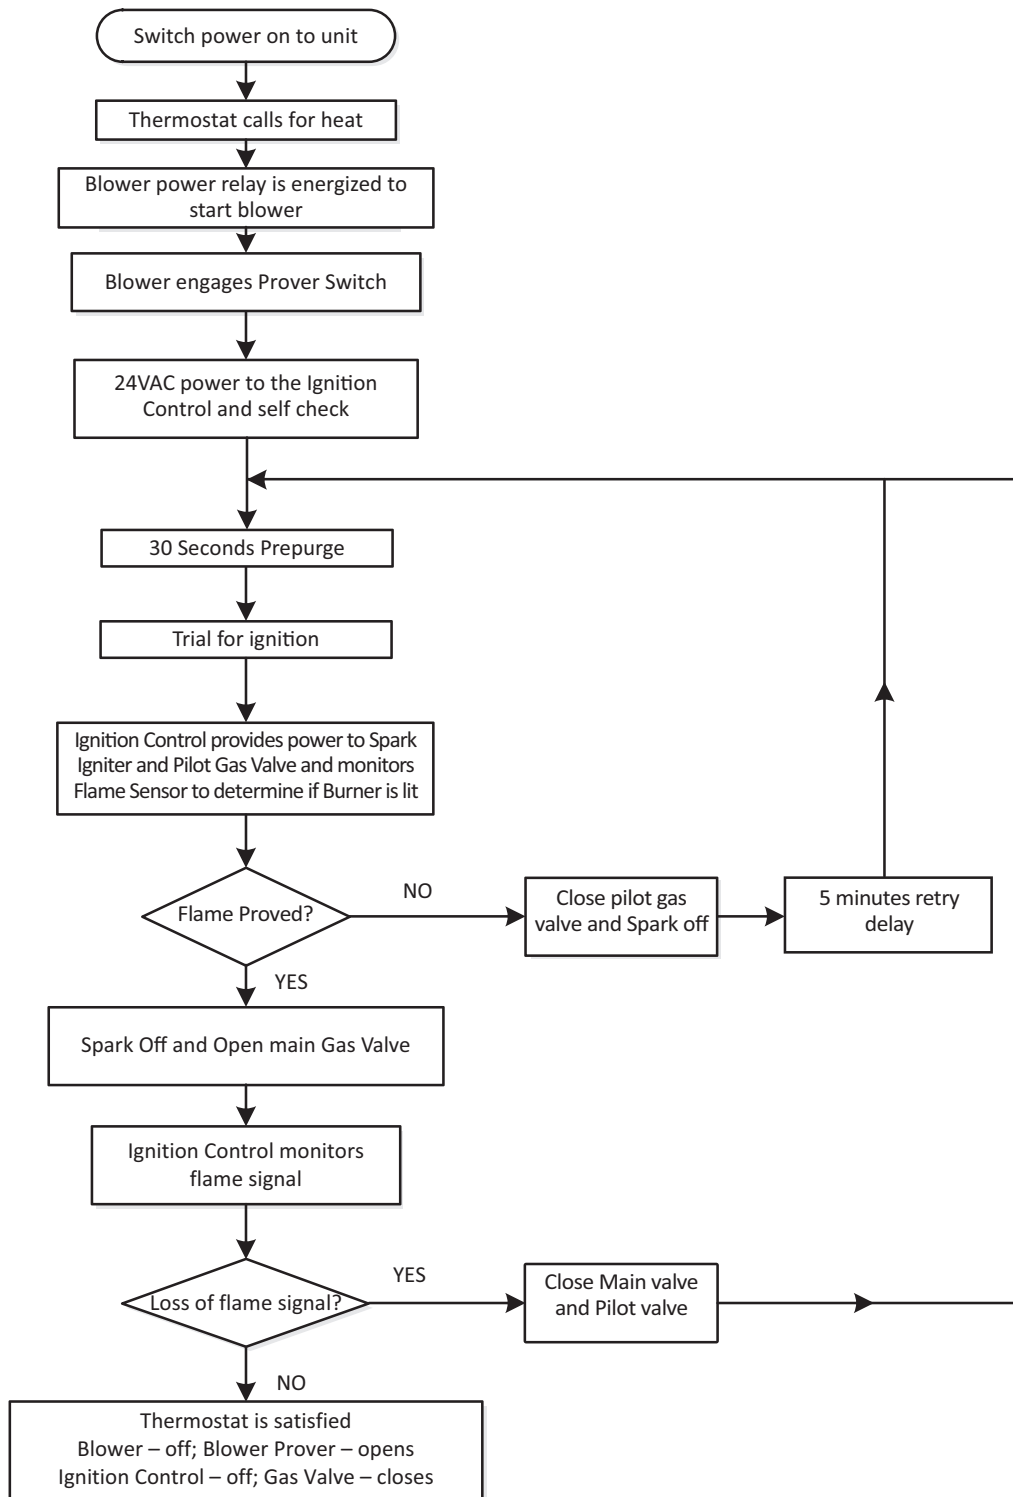 Switch power on to unit
Thermostat calls for heat
Blower power relay is energized to
start blower
Blower engages Prover Switch
24VAC power to the Ignition
Control and self check
30 Seconds Prepurge
Trial for ignition
Ignition Control provides power to Spark
Igniter and Pilot Gas Valve and monitors
Flame Sensor to determine if Burner is lit
Flame Proved?
NO
Close pilot gas
valve and Spark off
5 minutes retry
delay
YES
Spark Off and Open main Gas Valve
Ignition Control monitors
flame signal
Loss of flame signal?
YES
Close Main valve
and Pilot valve
NO
Thermostat is satisfied
Blower – off; Blower Prover – opens
Ignition Control – off; Gas Valve – closes